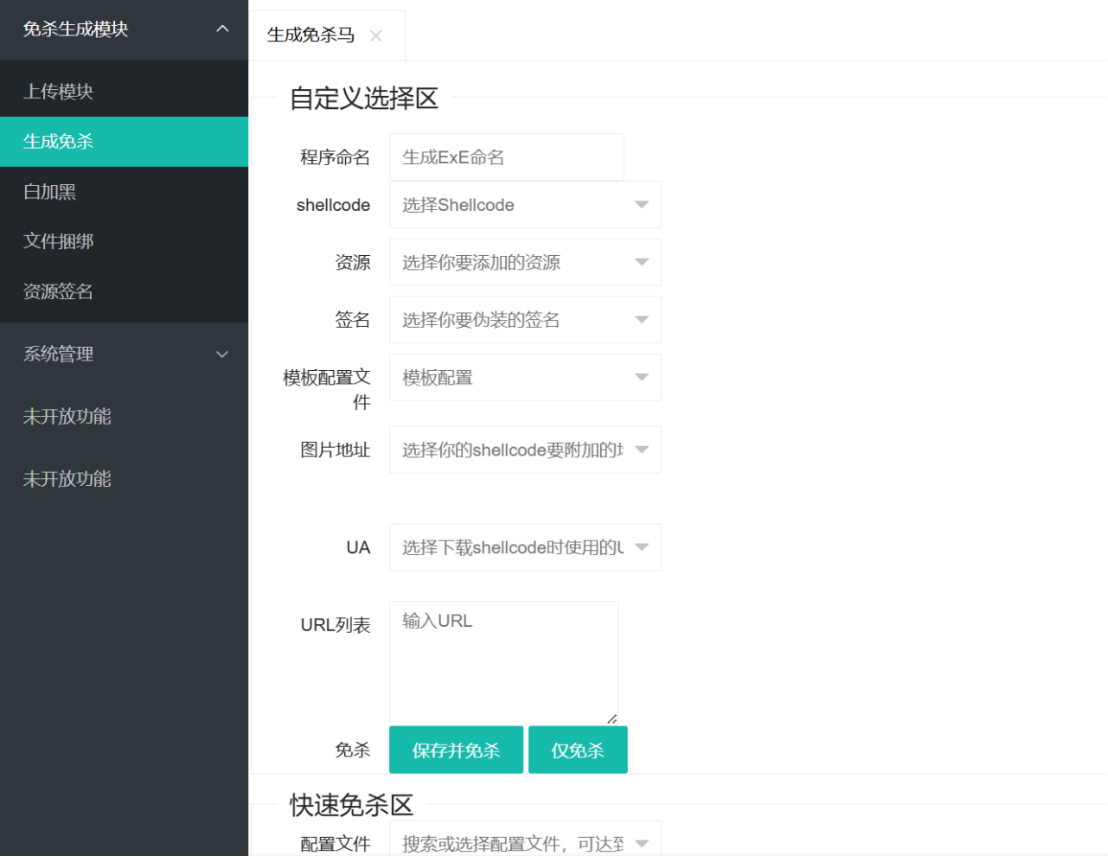 免杀生成模块
上传模块
生成免杀
白加黑
文件捆绑
资源签名
系统管理
未开放功能
未开放功能
生成免杀马
自定义选择区
程序命名 生成ExE命名
shellcode 选择Shellcode
资源 选择你要添加的资源
签名 选择你要伪装的签名
模板配置文 模板配置
件
图片地址 选择你的shellcode要附加的
UA 选择下载shellcode时使用的U
URL列表 输入URL
免杀 保存并免杀 仅免杀
快速免杀区
配置文件 搜索或选择配置文件，可达到